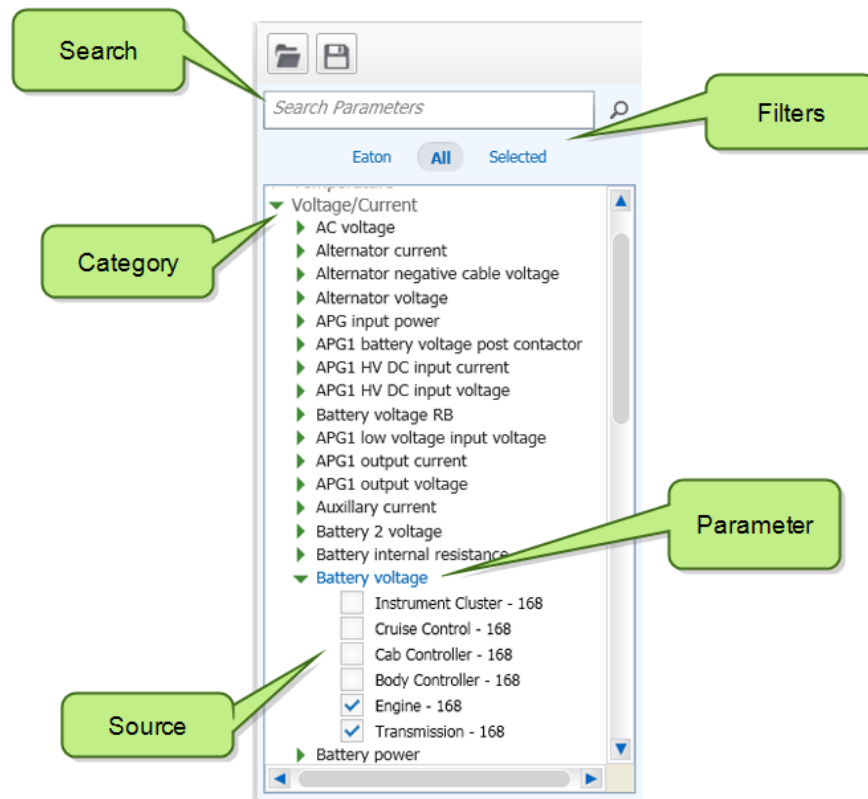 Search
Search Parameters
Filters
Eaton All Selected
Voltage/Current
Category
AC voltage
Alternator current
Alternator negative cable voltage
Alternator voltage
APG input power
APG1 battery voltage post contactor
APG1 HV DC input current
APG1 HV DC input voltage
Battery voltage RB
APG1 low voltage input voltage
APG1 output current
APG1 output voltage
Auxillary current
Battery 2 voltage
Battery internal resistance
Parameter
Battery voltage
Instrument Cluster - 168
Cruise Control - 168
Cab Controller - 168
Body Controller - 168
Source
Engine - 168
Transmission - 168
Battery power